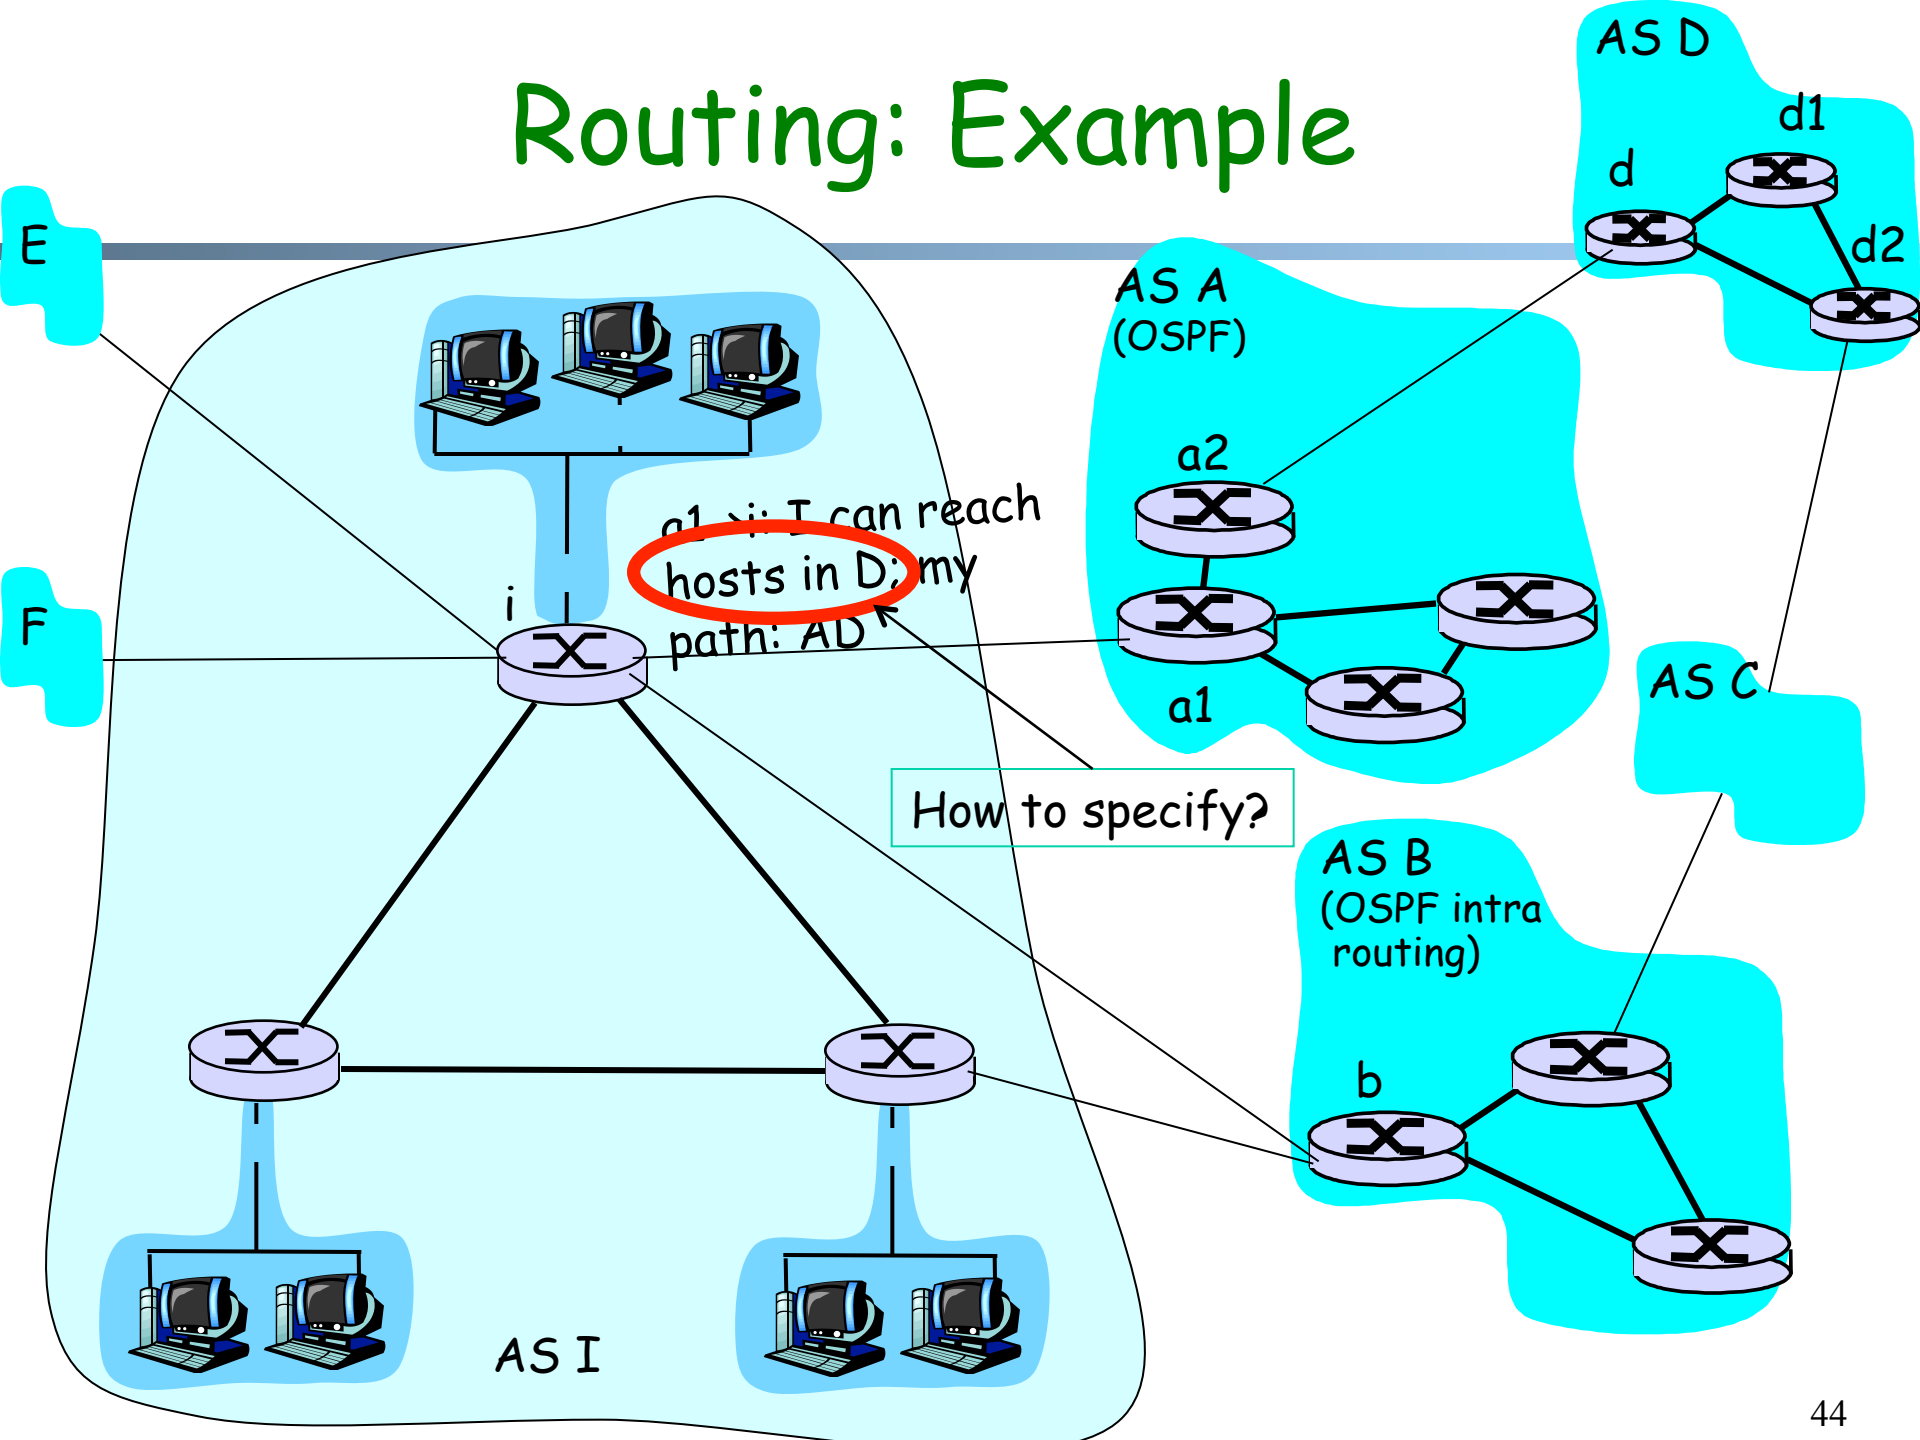 Routing: Example
AS D
d1
d
d2
E
AS A
(OSPF)
a2
a1->i: I can reach
hosts in D; my
path: AD
i
F
a1
AS C
How to specify?
AS B
(OSPF intra
routing)
b
AS I
44